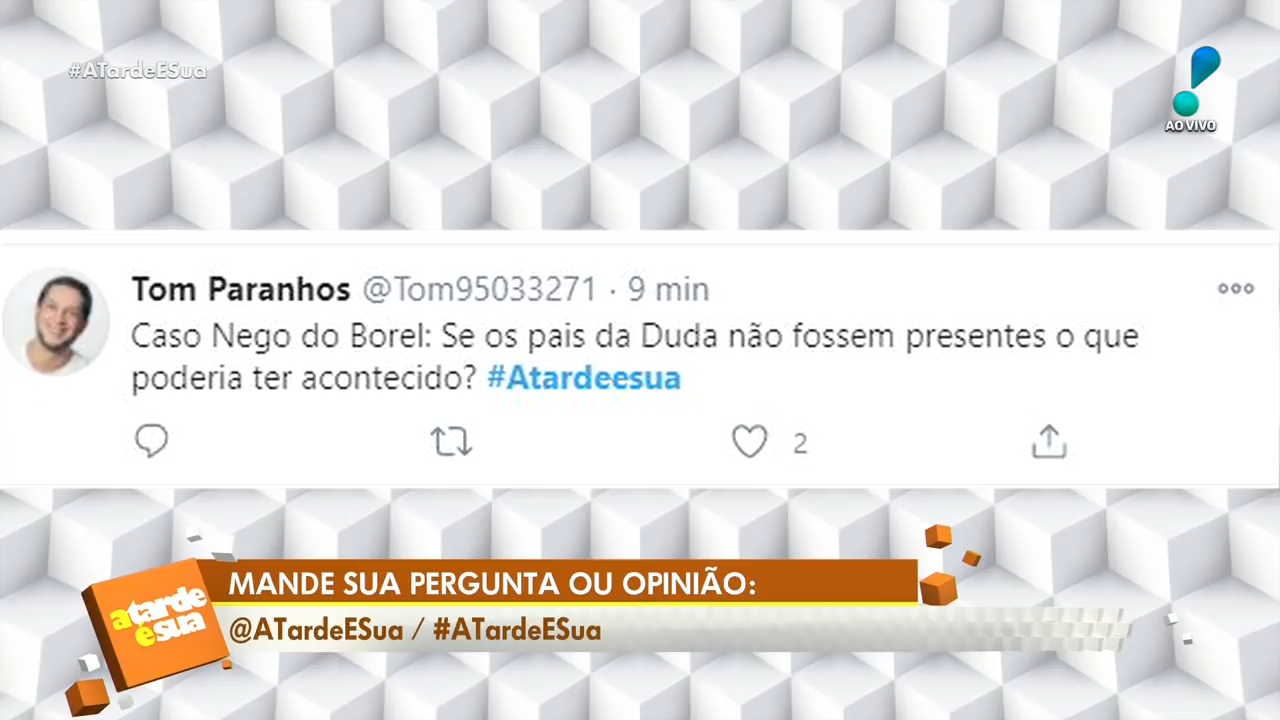 #ATardeESua
AO VIVO
Tom Paranhos @Tom95033271 · 9 min
Caso Nego do Borel: Se os pais da Duda não fossem presentes o que
poderia ter acontecido? #Atardeesua
2
MANDE SUA PERGUNTA OU OPINIÃO:
a tarde
é sua
@ATardeESua / #ATardeESua